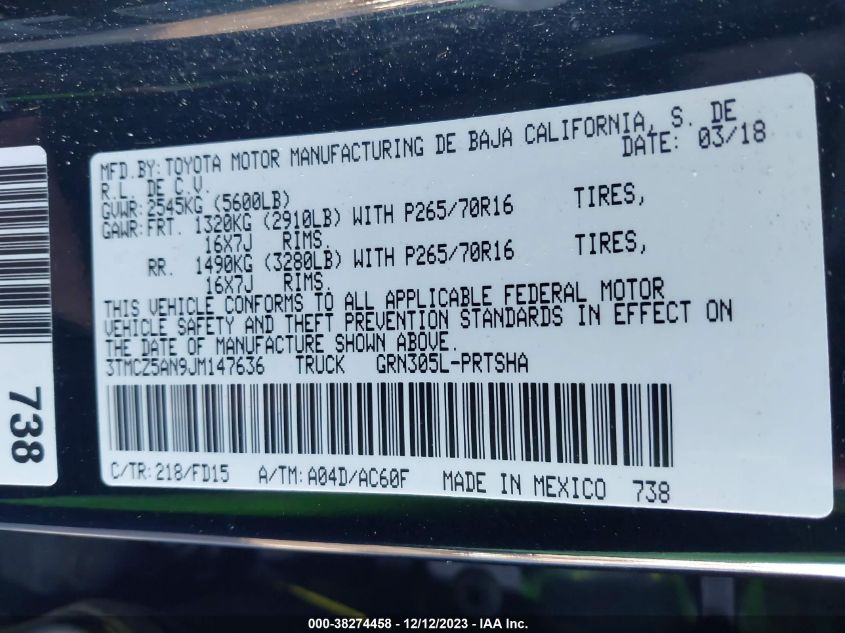 MFD.BY: TOYOTA MOTOR MANUFACTURING DE BAJA CALIFORNIA, S. DE
R.L. DE C.V. DATE: 03/18
GVWR: 2545KG (5600LB)
GAWR: FRT. 1320KG (2910LB) WITH P265/70R16 TIRES,
16X7J RIMS.
RR. 1490KG (3280LB) WITH P265/70R16 TIRES,
16X7J RIMS.
THIS VEHICLE CONFORMS TO ALL APPLICABLE FEDERAL MOTOR
VEHICLE SAFETY AND THEFT PREVENTION STANDARDS IN EFFECT ON
THE DATE OF MANUFACTURE SHOWN ABOVE.
3TMCZ5AN9JM147636 TRUCK GRN305L-PRTSHA
C/TR: 218/FD15 A/TM: A04D/AC60F MADE IN MEXICO 738
738
000-38274458 - 12/12/2023 - IAA Inc.